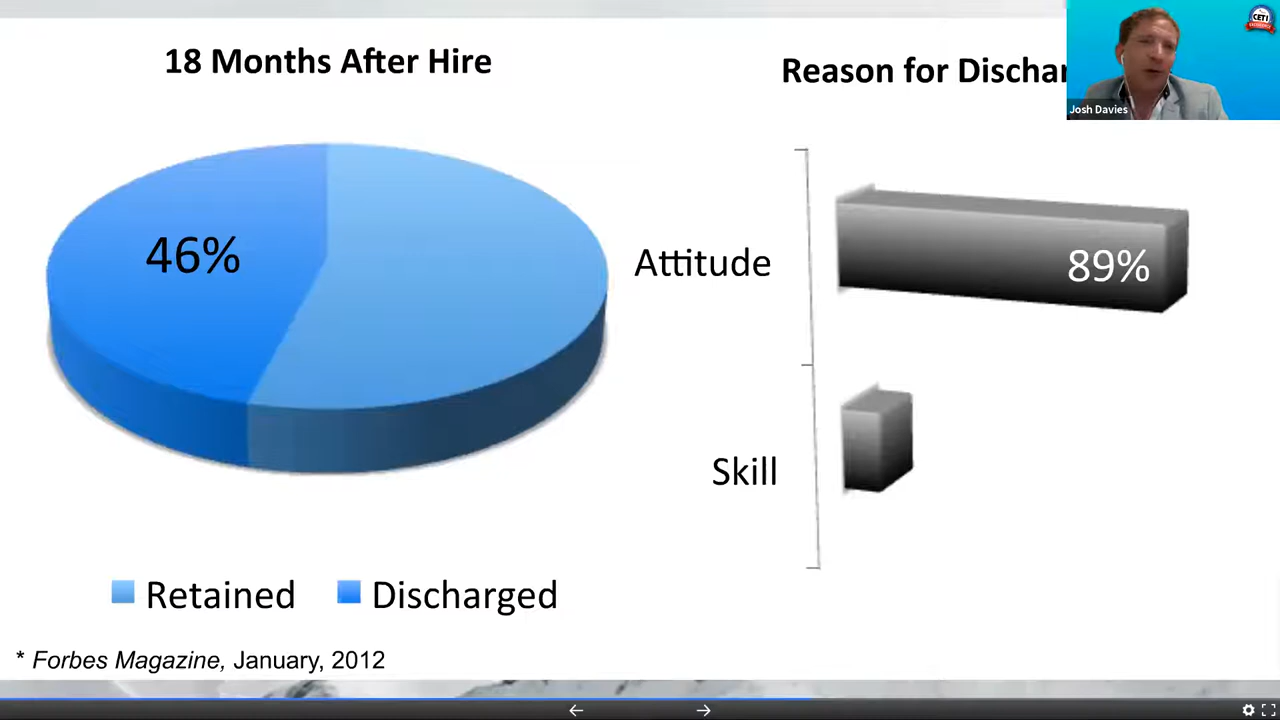 18 Months After Hire
46%
Retained Discharged
* Forbes Magazine, January, 2012
Reason for Dischar
Attitude
89%
Skill
Josh Davies
CETI